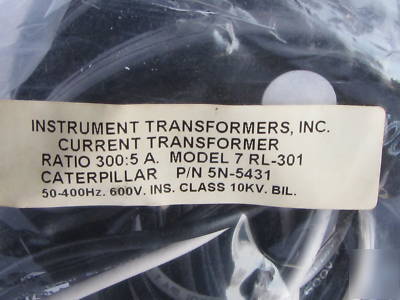 INSTRUMENT TRANSFORMERS, INC.
CURRENT TRANSFORMER
RATIO 300:5 A. MODEL 7 RL-301
CATERPILLAR P/N 5N-5431
50-400Hz. 600V. INS. CLASS 10KV. BIL.